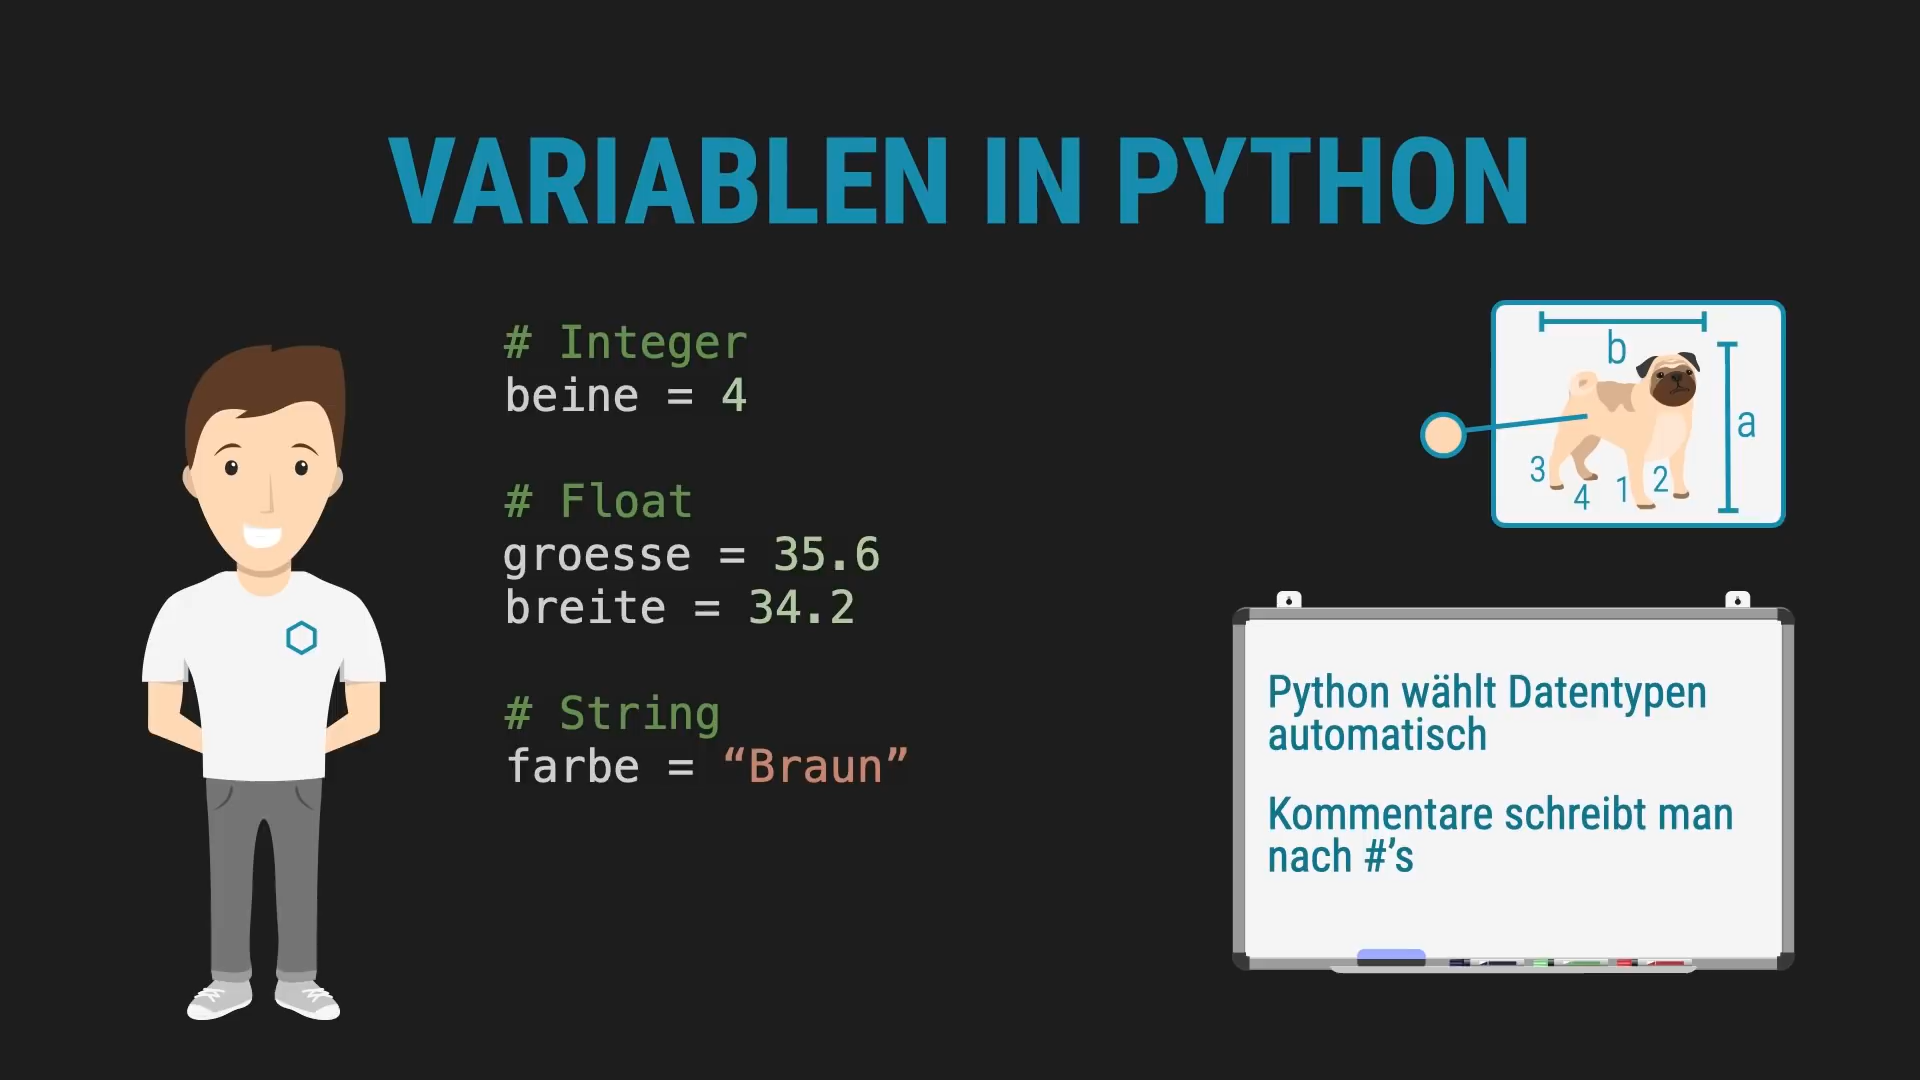 VARIABLEN IN PYTHON
# Integer
beine = 4
# Float
groesse = 35.6
breite = 34.2
# String
farbe = “Braun”
b
a
3
4
1
2
Python wählt Datentypen
automatisch
Kommentare schreibt man
nach #’s